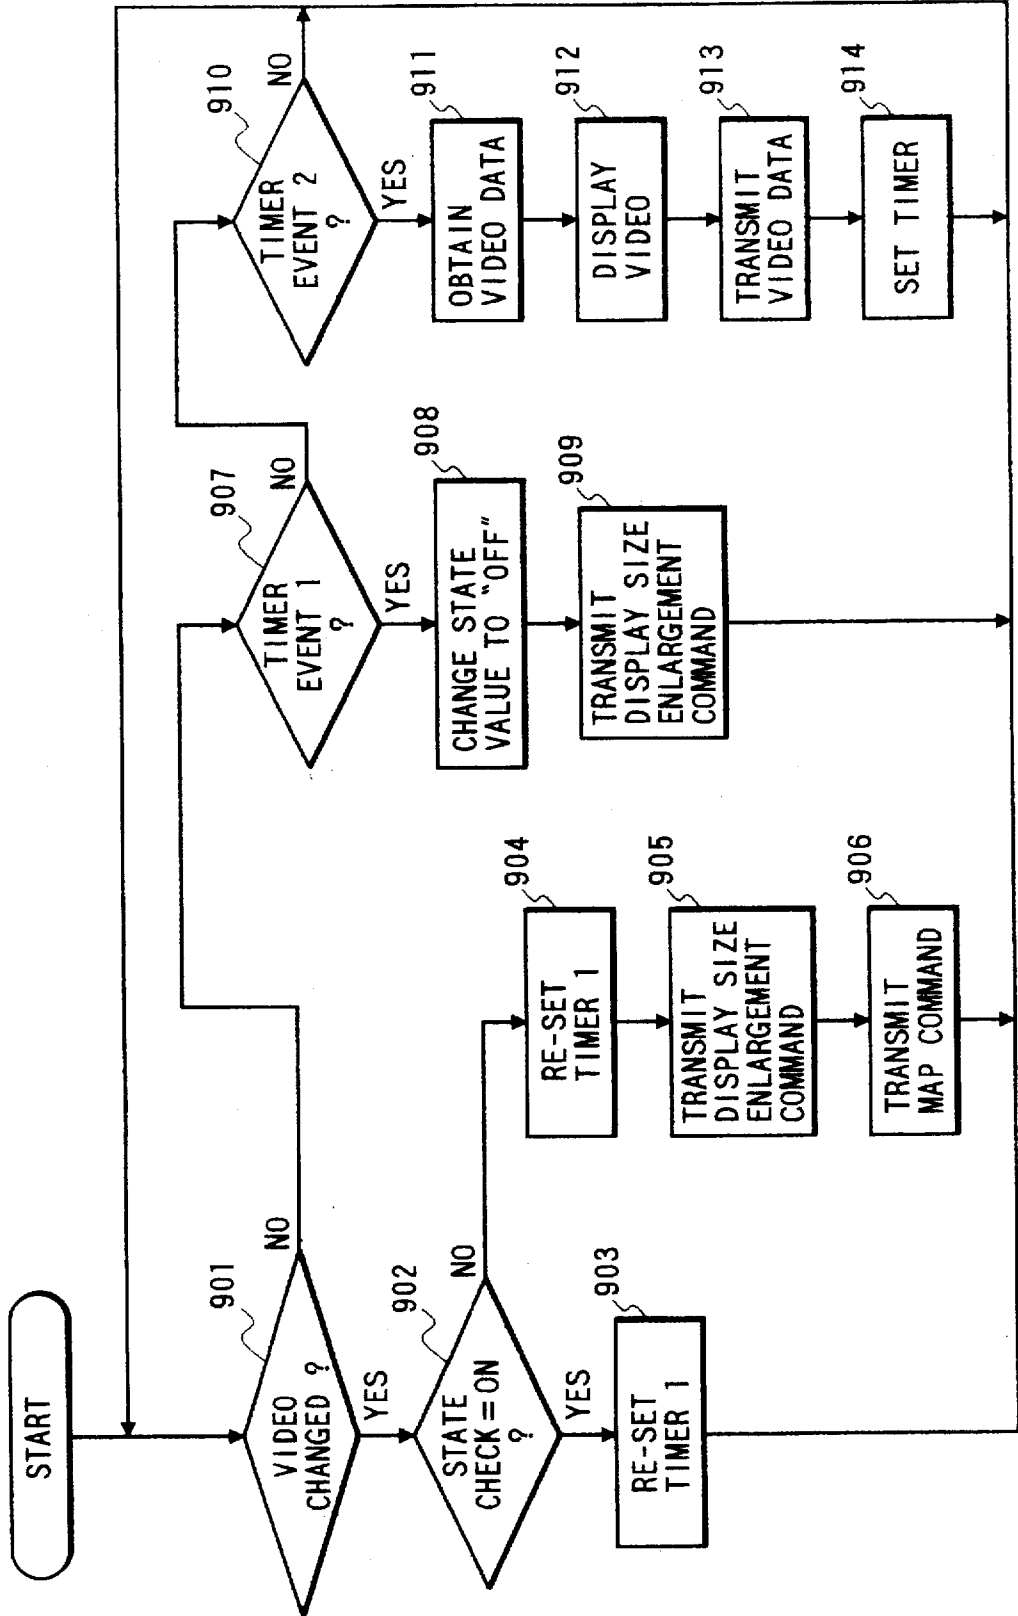 START
901
VIDEO
CHANGED ?
NO
YES
902
STATE
CHECK=ON
?
NO
YES
903
RE-SET
TIMER 1
904
RE-SET
TIMER 1
905
TRANSMIT
DISPLAY SIZE
ENLARGEMENT
COMMAND
906
TRANSMIT
MAP COMMAND
907
TIMER
EVENT 1
?
NO
YES
908
CHANGE STATE
VALUE TO "OFF"
909
TRANSMIT
DISPLAY SIZE
ENLARGEMENT
COMMAND
910
TIMER
EVENT 2
?
NO
YES
911
OBTAIN
VIDEO DATA
912
DISPLAY
VIDEO
913
TRANSMIT
VIDEO DATA
914
SET TIMER